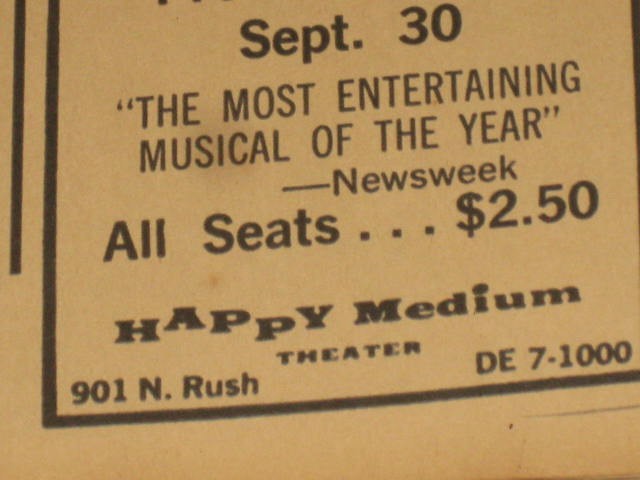 Sept. 30
"THE MOST ENTERTAINING
MUSICAL OF THE YEAR"
—Newsweek
All Seats . . . $2.50
HAPPY Medium
THEATER
901 N. Rush DE 7-1000